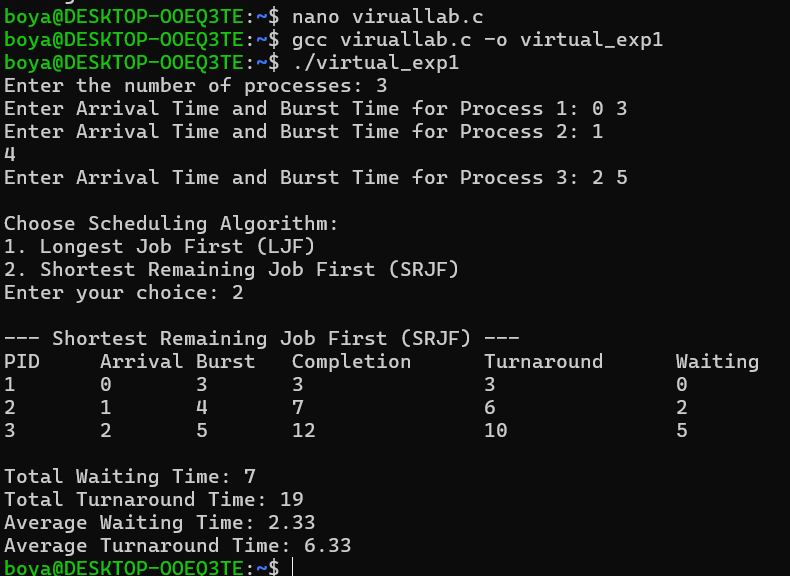 boya@DESKTOP-OOEQ3TE:~$ nano viruallab.c
boya@DESKTOP-OOEQ3TE:~$ gcc viruallab.c -o virtual_exp1
boya@DESKTOP-OOEQ3TE:~$ ./virtual_exp1
Enter the number of processes: 3
Enter Arrival Time and Burst Time for Process 1: 0 3
Enter Arrival Time and Burst Time for Process 2: 1
4
Enter Arrival Time and Burst Time for Process 3: 2 5

Choose Scheduling Algorithm:
1. Longest Job First (LJF)
2. Shortest Remaining Job First (SRJF)
Enter your choice: 2

--- Shortest Remaining Job First (SRJF) ---
PID     Arrival Burst   Completion      Turnaround      Waiting
1       0       3       3               3               0
2       1       4       7               6               2
3       2       5       12              10              5

Total Waiting Time: 7
Total Turnaround Time: 19
Average Waiting Time: 2.33
Average Turnaround Time: 6.33
boya@DESKTOP-OOEQ3TE:~$